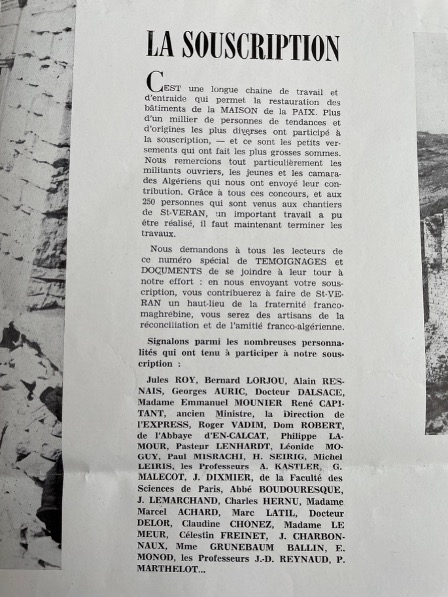 LA SOUSCRIPTION
C'EST une longue chaine de travail et
d'entraide qui permet la restauration des
bâtiments de la MAISON de la PAIX. Plus
d'un millier de personnes de tendances et
d'origines les plus diverses ont participé à
la souscription, — et ce sont les petits ver-
sements qui ont fait les plus grosses sommes.
Nous remercions tout particulièrement les
militants ouvriers, les jeunes et les camara-
des Algériens qui nous ont envoyé leur con-
tribution. Grâce à tous ces concours, et aux
250 personnes qui sont venus aux chantiers
de St-VERAN, un important travail a pu
être réalisé, il faut maintenant terminer les
travaux.
Nous demandons à tous les lecteurs de
ce numéro spécial de TEMOIGNAGES et
DOCUMENTS de se joindre à leur tour à
notre effort : en nous envoyant votre sous-
cription, vous contribuerez à faire de St-VE-
RAN un haut-lieu de la fraternité franco-
maghrébine, vous serez des artisans de la
réconciliation et de l'amitié franco-algérienne.
Signalons parmi les nombreuses personna-
lités qui ont tenu à participer à notre sous-
cription :
Jules ROY, Bernard LORJOU, Alain RES-
NAIS, Georges AURIC, Docteur DALSACE,
Madame Emmanuel MOUNIER René CAPI-
TANT, ancien Ministre, la Direction de
l'EXPRESS, Roger VADIM, Dom ROBERT,
de l'Abbaye d'EN-CALCAT, Philippe LA-
MOUR, Pasteur LENHARDT, Léonide MO-
GUY, Paul MISRACHI, H. SEIRIG, Michel
LEIRIS, les Professeurs A. KASTLER, G.
MALECOT, J. DIXMIER, de la Faculté des
Sciences de Paris, Abbé BOUDOURESQUE,
J. LEMARCHAND, Charles HERNU, Madame
Marcel ACHARD, Marc LATIL, Docteur
DELOR, Claudine CHONEZ, Madame LE
MEUR, Célestin FREINET, J. CHARBON-
NAUX, Mme GRUNEBAUM BALLIN, E.
MONOD, les Professeurs J.-D. REYNAUD, P.
MARTHELOT...